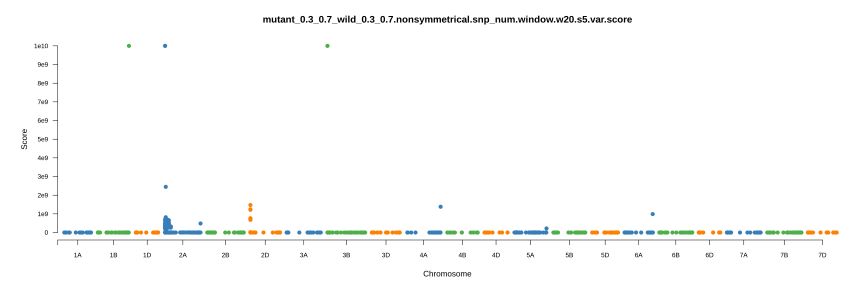 mutant_0.3_0.7_wild_0.3_0.7.nonsymmetrical.snp_num.window.w20.s5.var.score
1e10
9e9
8e9
7e9
6e9
5e9
4e9
3e9
2e9
1e9
0
Score
1A 1B 1D 2A 2B 2D 3A 3B 3D 4A 4B 4D 5A 5B 5D 6A 6B 6D 7A 7B 7D
Chromosome